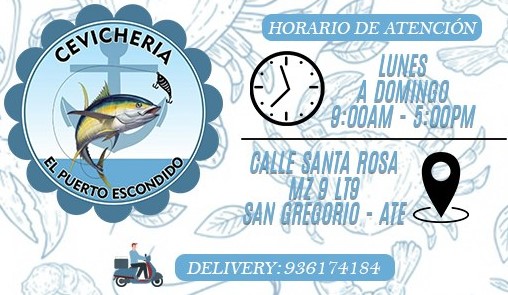 CEVICHERIA
EL PUERTO ESCONDIDO
HORARIO DE ATENCIÓN
LUNES
A DOMINGO
9:00AM - 5:00PM
CALLE SANTA ROSA
MZ 9 LT8
SAN GREGORIO - ATE
DELIVERY: 936174184